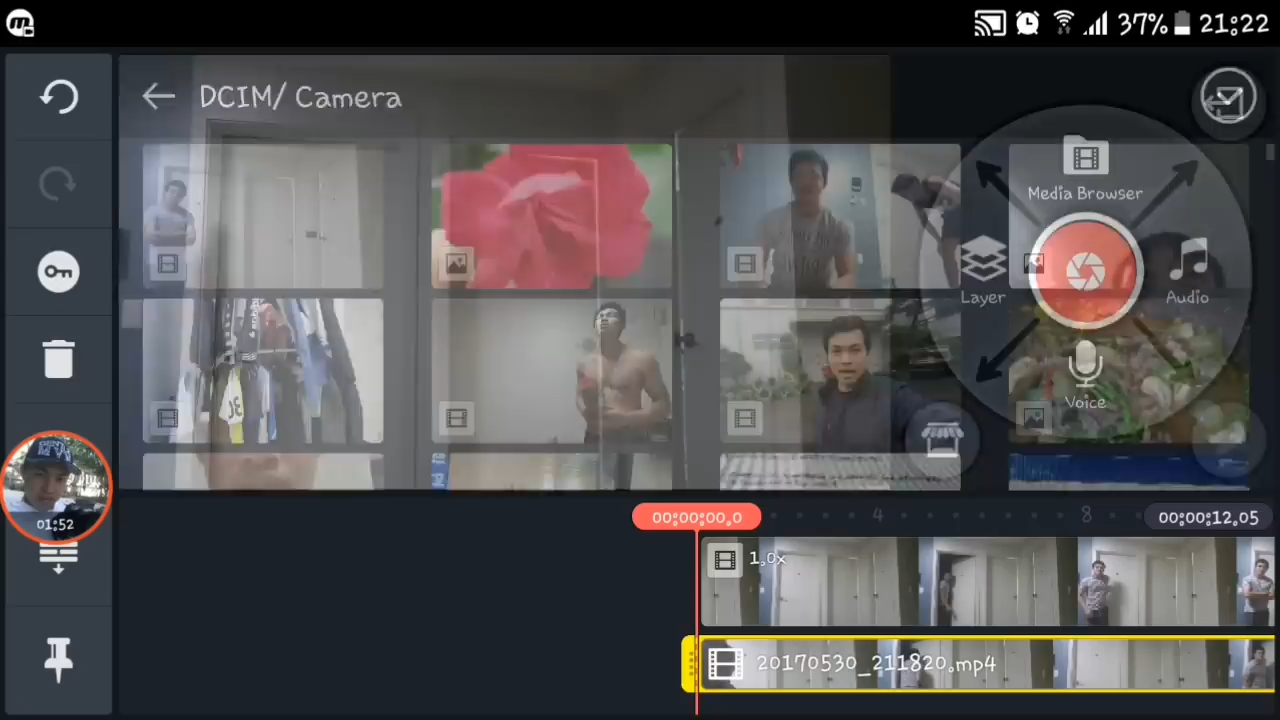 37% 21:22
DCIM/ Camera
Media Browser
Layer
Audio
Voice
01:52
00:00:00.0
4
8
00:00:12.05
1.0x
20170530_211820.mp4